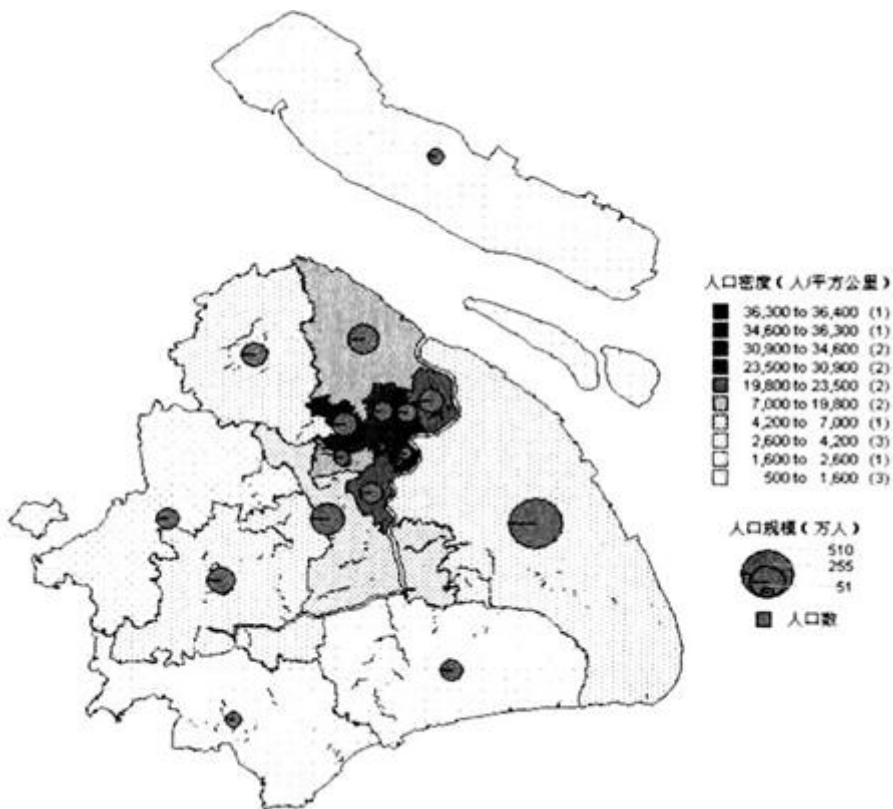 人口密度（人/平方公里）
36,300 to 36,400 (1)
34,600 to 36,300 (1)
30,900 to 34,600 (2)
23,500 to 30,900 (2)
19,800 to 23,500 (2)
7,000 to 19,800 (2)
4,200 to 7,000 (1)
2,600 to 4,200 (3)
1,600 to 2,600 (1)
500 to 1,600 (3)
人口规模（万人）
510
255
51
人口数